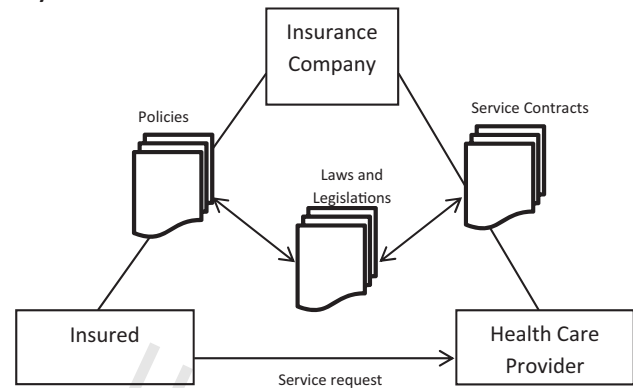 Insurance
Company
Policies
Service Contracts
Laws and
Legislations
Insured
Health Care
Provider
Service request